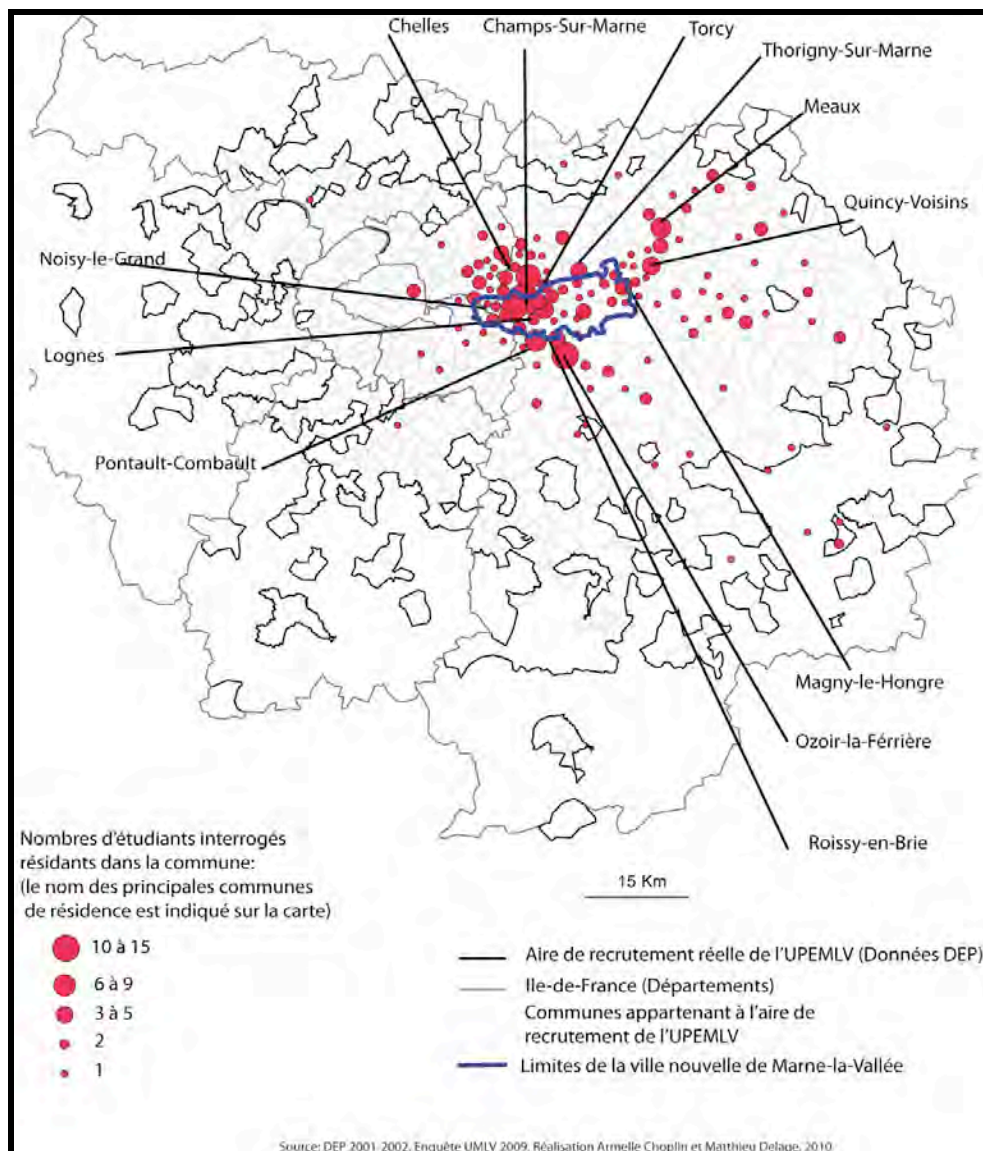 Chelles
Champs-Sur-Marne
Torcy
Thorigny-Sur-Marne
Meaux
Quincy-Voisins
Noisy-le-Grand
Lognes
Pontault-Combault
Magny-le-Hongre
Ozoir-la-Férrière
Roissy-en-Brie
Nombres d'étudiants interrogés
résidants dans la commune:
(le nom des principales communes
de résidence est indiqué sur la carte)
10 à 15
6 à 9
3 à 5
2
1
15 Km
Aire de recrutement réelle de l'UPEMLV (Données DEP)
Ile-de-France (Départements)
Communes appartenant à l'aire de
recrutement de l'UPEMLV
Limites de la ville nouvelle de Marne-la-Vallée
Source: DEP 2001-2002, Enquête UMLV 2009, Réalisation Armelle Choplin et Matthieu Delage, 2010